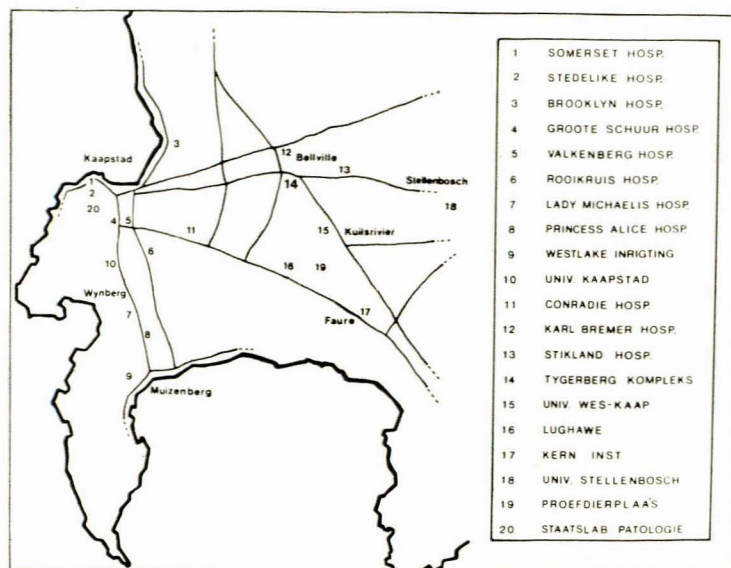 Kaapstad
1
2
20
3
4
5
6
10
Wynberg
7
8
9
Muizenberg
11
12
Bellville
14
13
Stellenbosch
18
15
Kuilsrivier
16
19
17
Faure
1 SOMERSET HOSP.
2 STEDELIKE HOSP.
3 BROOKLYN HOSP.
4 GROOTE SCHUUR HOSP.
5 VALKENBERG HOSP.
6 ROOIKRUIS HOSP.
7 LADY MICHAELIS HOSP.
8 PRINCESS ALICE HOSP.
9 WESTLAKE INRIGTING
10 UNIV. KAAPSTAD
11 CONRADIE HOSP.
12 KARL BREMER HOSP.
13 STIKLAND HOSP.
14 TYGERBERG KOMPLEKS
15 UNIV. WES-KAAP
16 LUGHAWE
17 KERN INST
18 UNIV. STELLENBOSCH
19 PROEFDIERPLAA'S
20 STAATSLAB PATOLOGIE